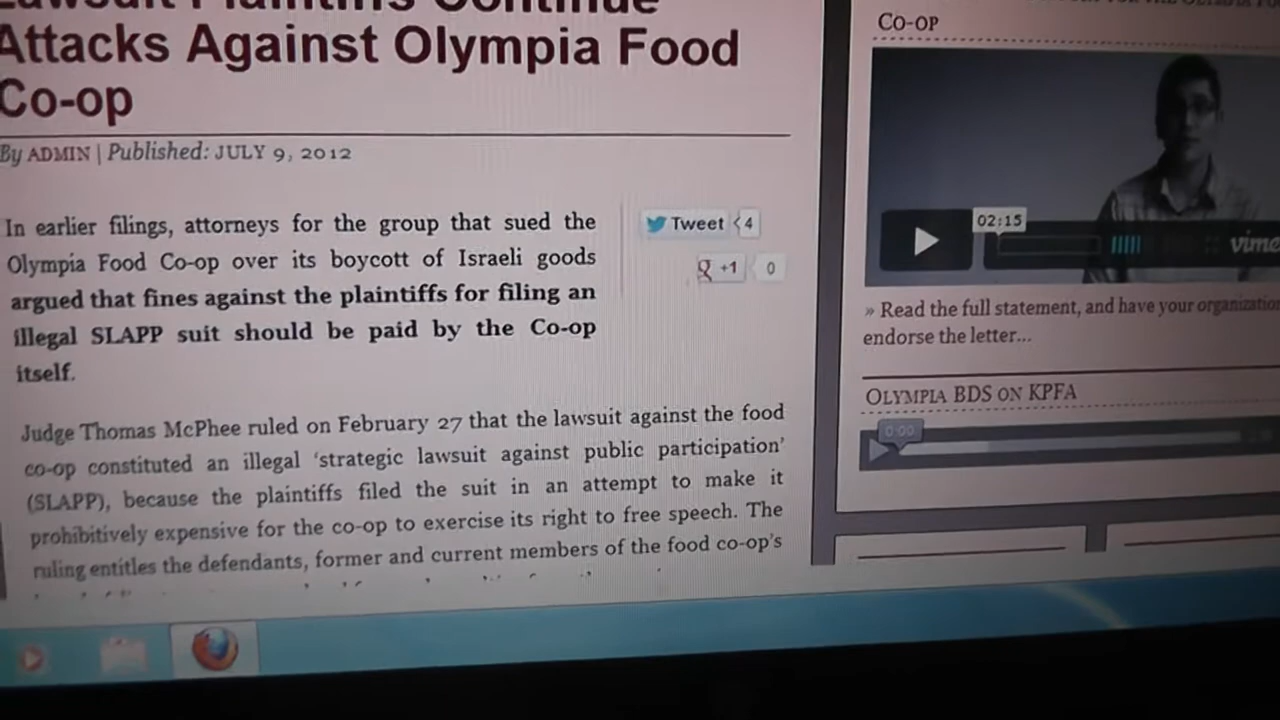 Lawsuit Plaintiffs Continue
Attacks Against Olympia Food
Co-op
By ADMIN | Published: JULY 9, 2012
In earlier filings, attorneys for the group that sued the
Olympia Food Co-op over its boycott of Israeli goods
argued that fines against the plaintiffs for filing an
illegal SLAPP suit should be paid by the Co-op
itself.
Tweet 4
g +1 0
Judge Thomas McPhee ruled on February 27 that the lawsuit against the food
co-op constituted an illegal ‘strategic lawsuit against public participation’
(SLAPP), because the plaintiffs filed the suit in an attempt to make it
prohibitively expensive for the co-op to exercise its right to free speech. The
ruling entitles the defendants, former and current members of the food co-op’s
CO-OP
02:15
vime
» Read the full statement, and have your organizatio
endorse the letter...
OLYMPIA BDS ON KPFA
0:00